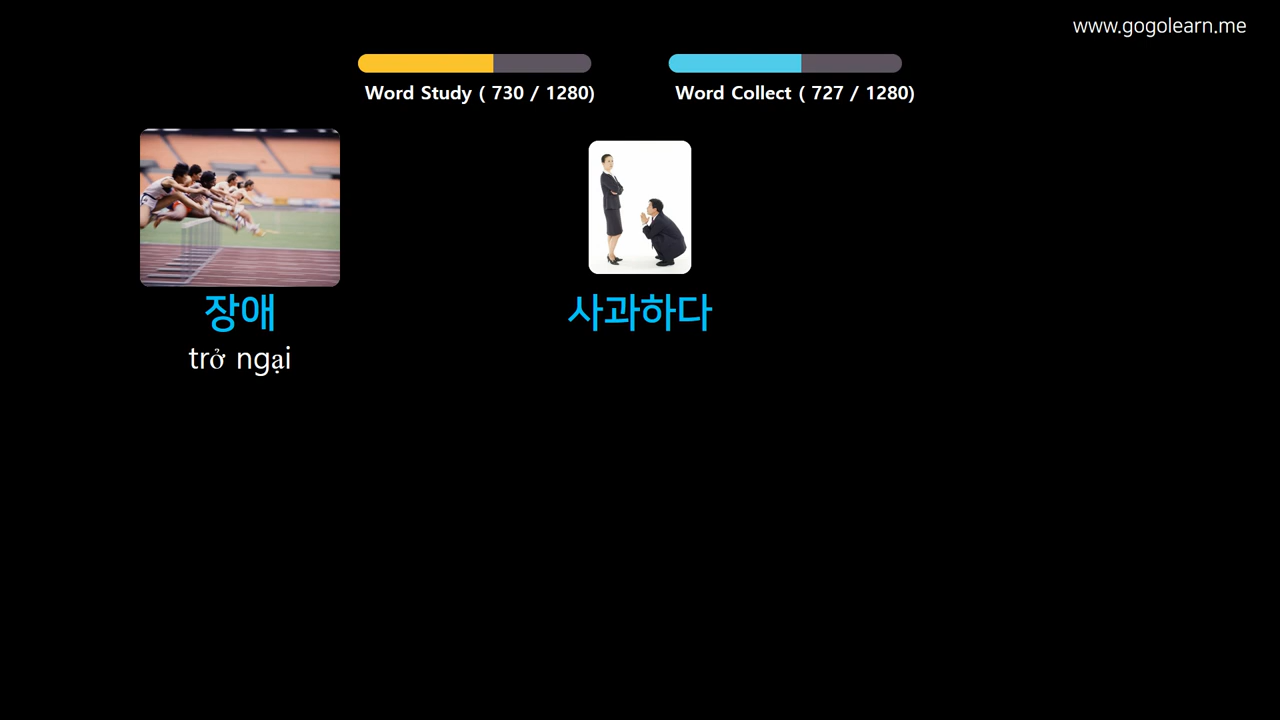 www.gogolearn.me
Word Study ( 730 / 1280)
Word Collect ( 727 / 1280)
장애
사과하다
trở ngại